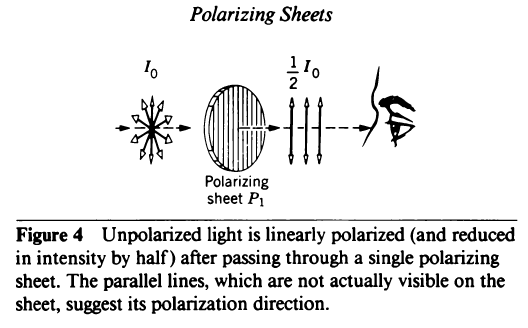 Polarizing Sheets
I₀
1/2 I₀
Polarizing
sheet P₁
Figure 4 Unpolarized light is linearly polarized (and reduced
in intensity by half) after passing through a single polarizing
sheet. The parallel lines, which are not actually visible on the
sheet, suggest its polarization direction.